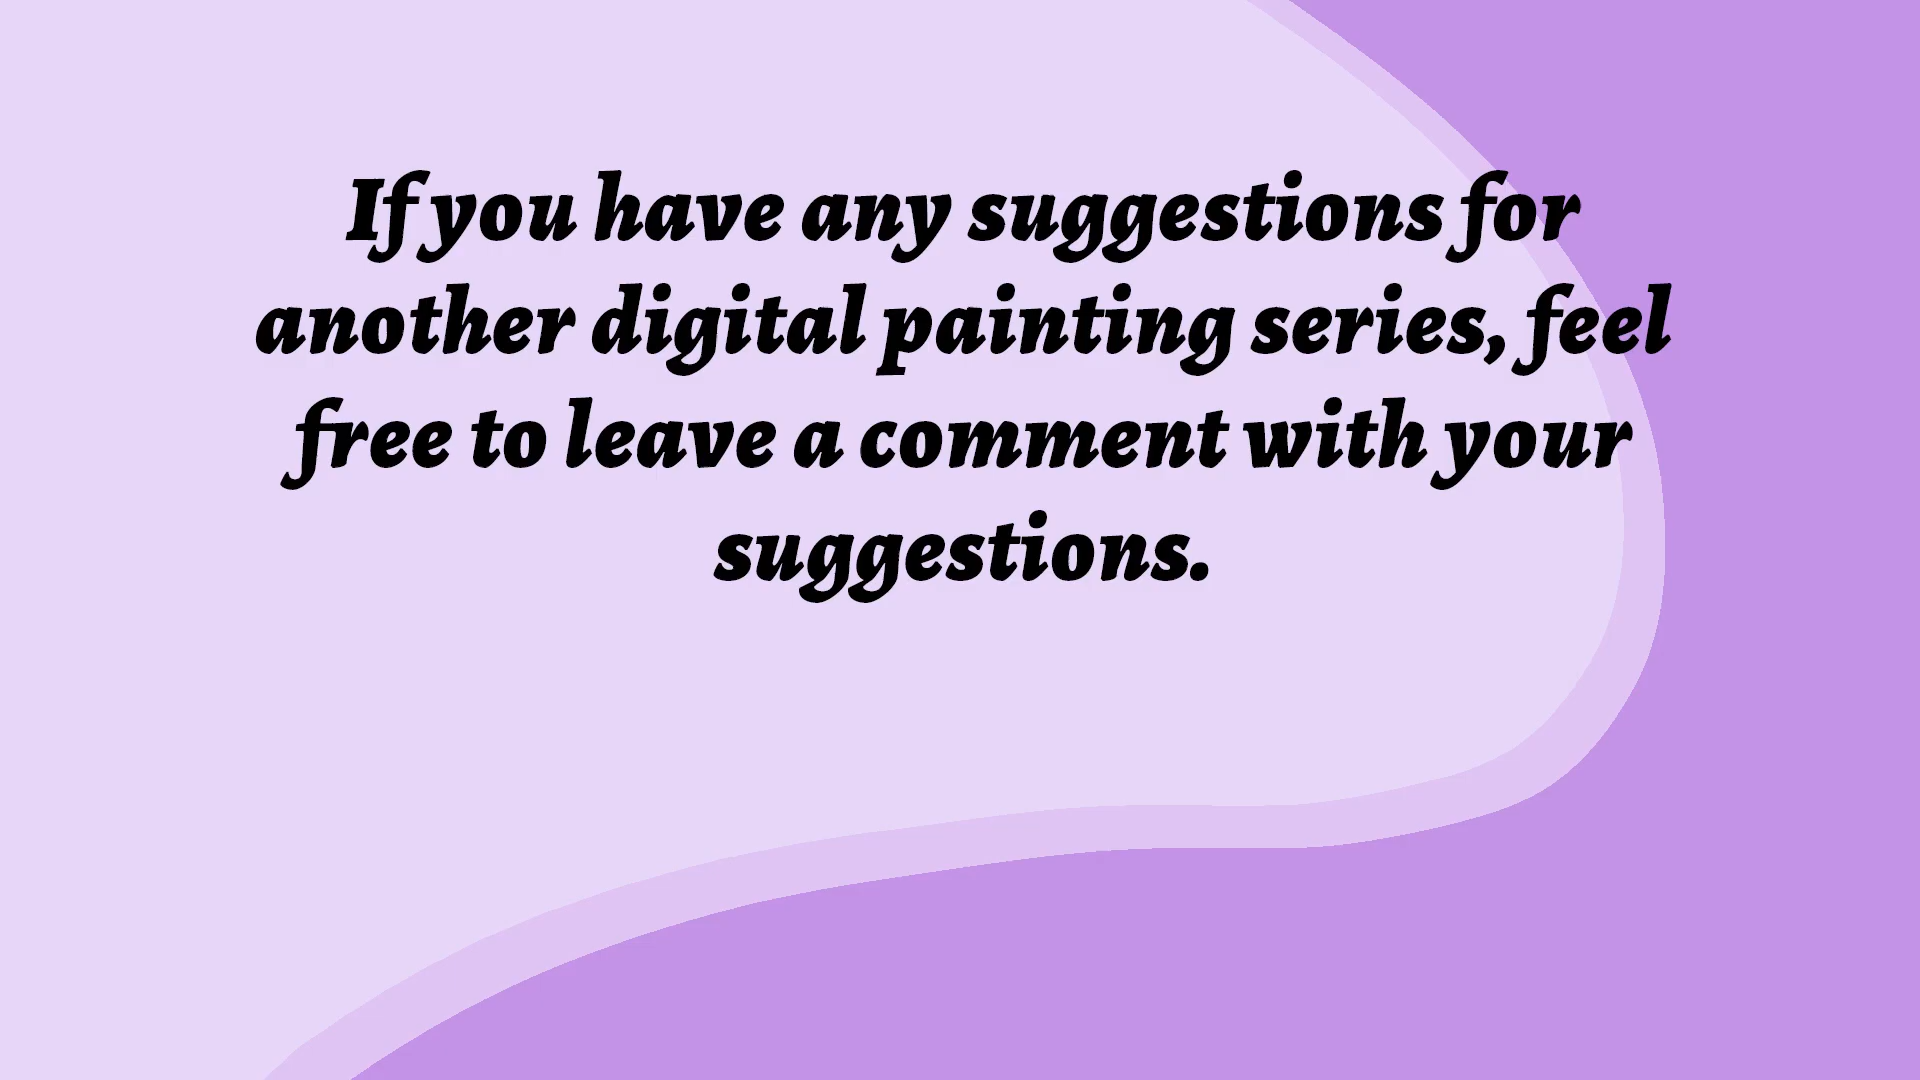 If you have any suggestions for
another digital painting series, feel
free to leave a comment with your
suggestions.